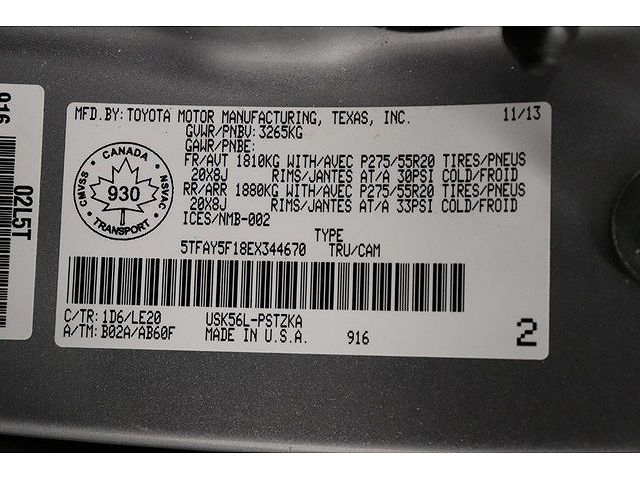 MFD.BY: TOYOTA MOTOR MANUFACTURING, TEXAS, INC. 11/13
GVWR/PNBV: 3265KG
GAWR/PNBE:
FR/AVT 1810KG WITH/AVEC P275/55R20 TIRES/PNEUS
20X8J RIMS/JANTES AT/A 30PSI COLD/FROID
RR/ARR 1880KG WITH/AVEC P275/55R20 TIRES/PNEUS
20X8J RIMS/JANTES AT/A 33PSI COLD/FROID
ICES/NMB-002
CANADA
SVAC NSVAC
930
TRANSPORT
TYPE
5TFAY5F18EX344670 TRU/CAM
C/TR: 1D6/LE20 USK56L-PSTZKA
A/TM: B02A/AB60F MADE IN U.S.A. 916
2
916 02L5T